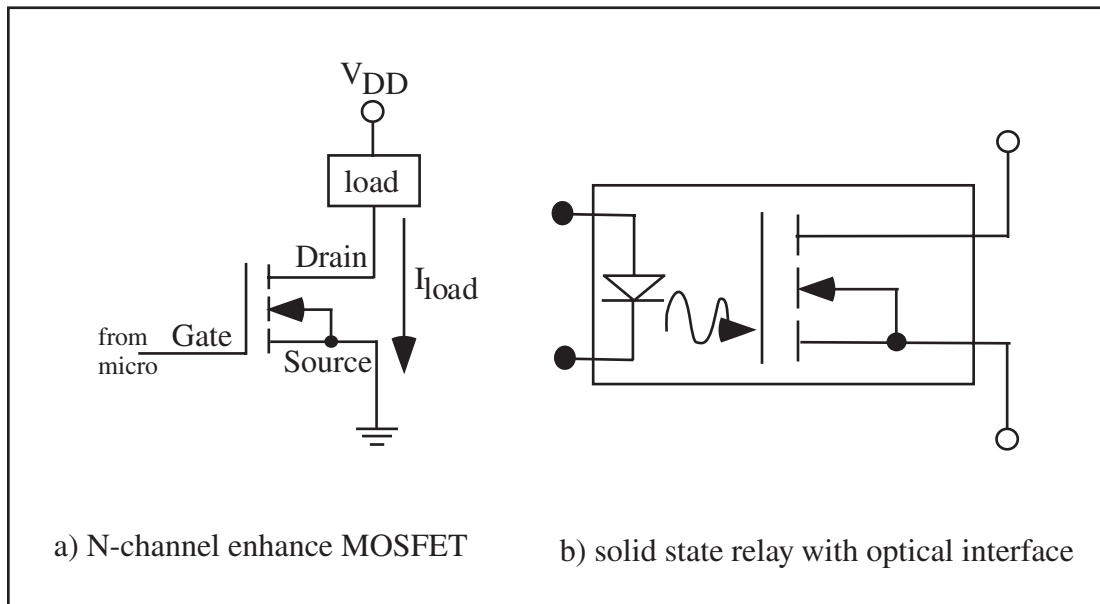 VDD
load
Drain
Iload
from
micro
Gate
Source
a) N-channel enhance MOSFET
b) solid state relay with optical interface